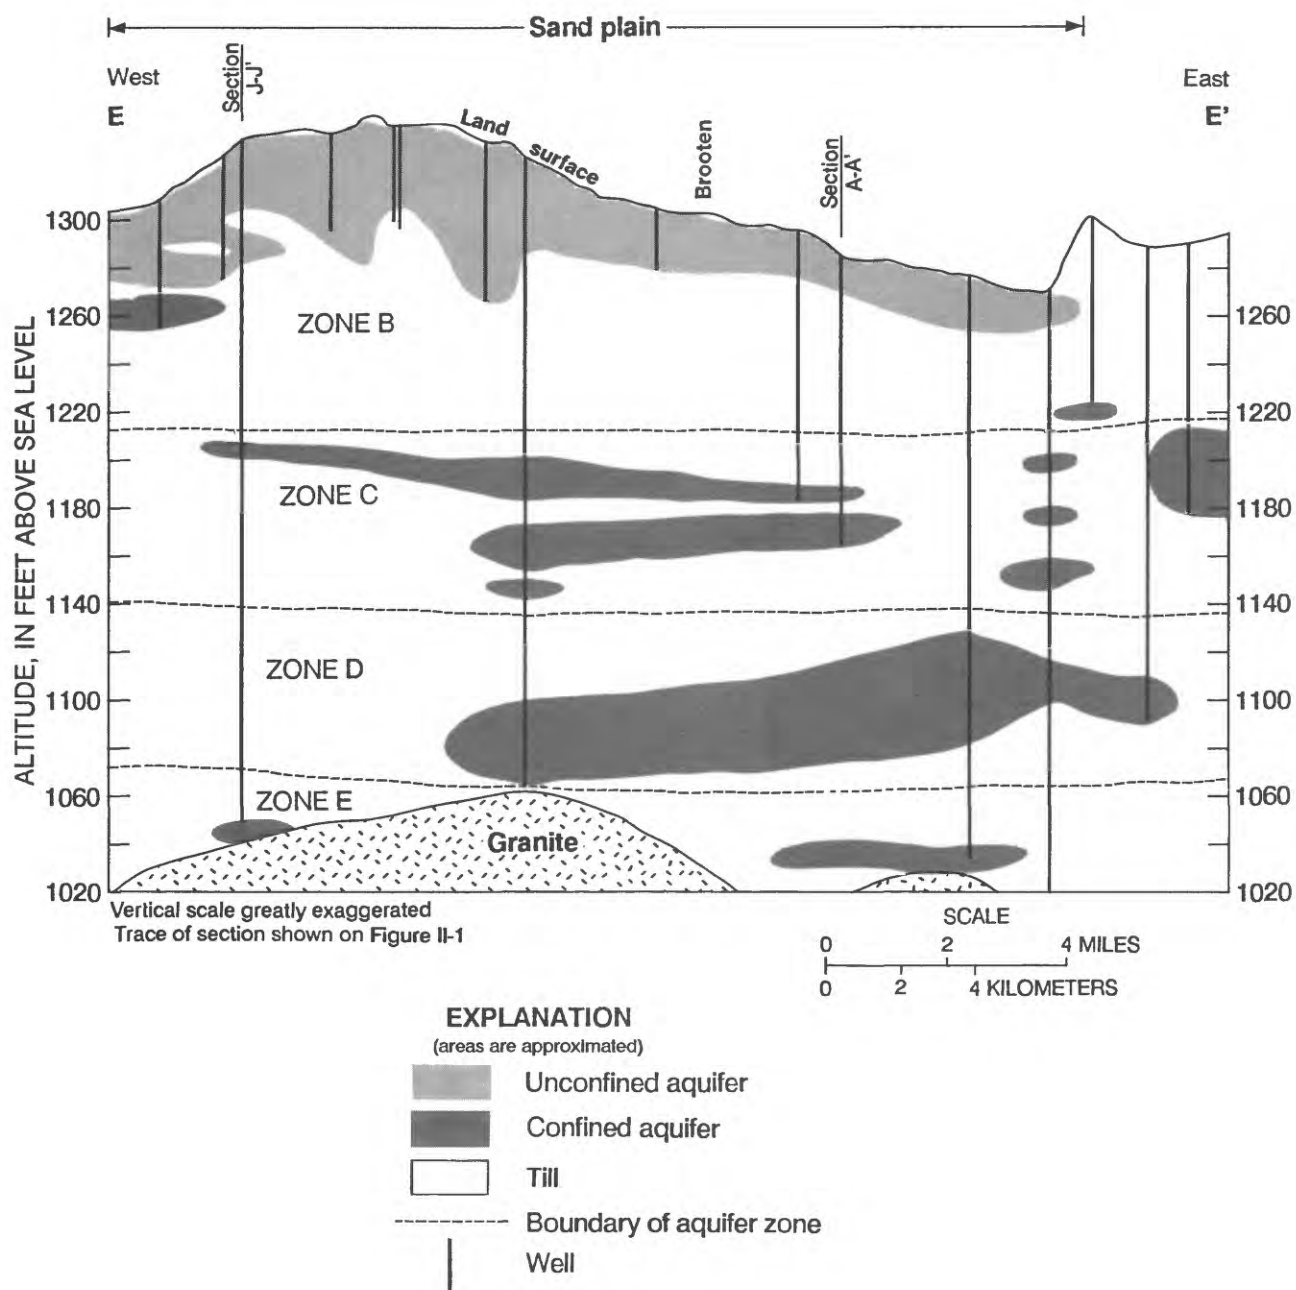 Sand plain
West
East
E
E'
Section
J-J'
Land
surface
Brooten
Section
A-A'
ALTITUDE, IN FEET ABOVE SEA LEVEL
1300
1260
1220
1180
1140
1100
1060
1020
1260
1220
1180
1140
1100
1060
1020
ZONE B
ZONE C
ZONE D
ZONE E
Granite
Vertical scale greatly exaggerated
Trace of section shown on Figure II-1
SCALE
0 2 4 MILES
0 2 4 KILOMETERS
EXPLANATION
(areas are approximated)
Unconfined aquifer
Confined aquifer
Till
Boundary of aquifer zone
Well